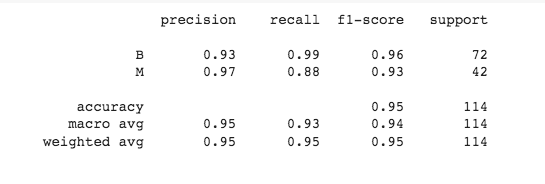 precision recall f1-score support
B 0.93 0.99 0.96 72
M 0.97 0.88 0.93 42
accuracy 0.95 114
macro avg 0.95 0.93 0.94 114
weighted avg 0.95 0.95 0.95 114